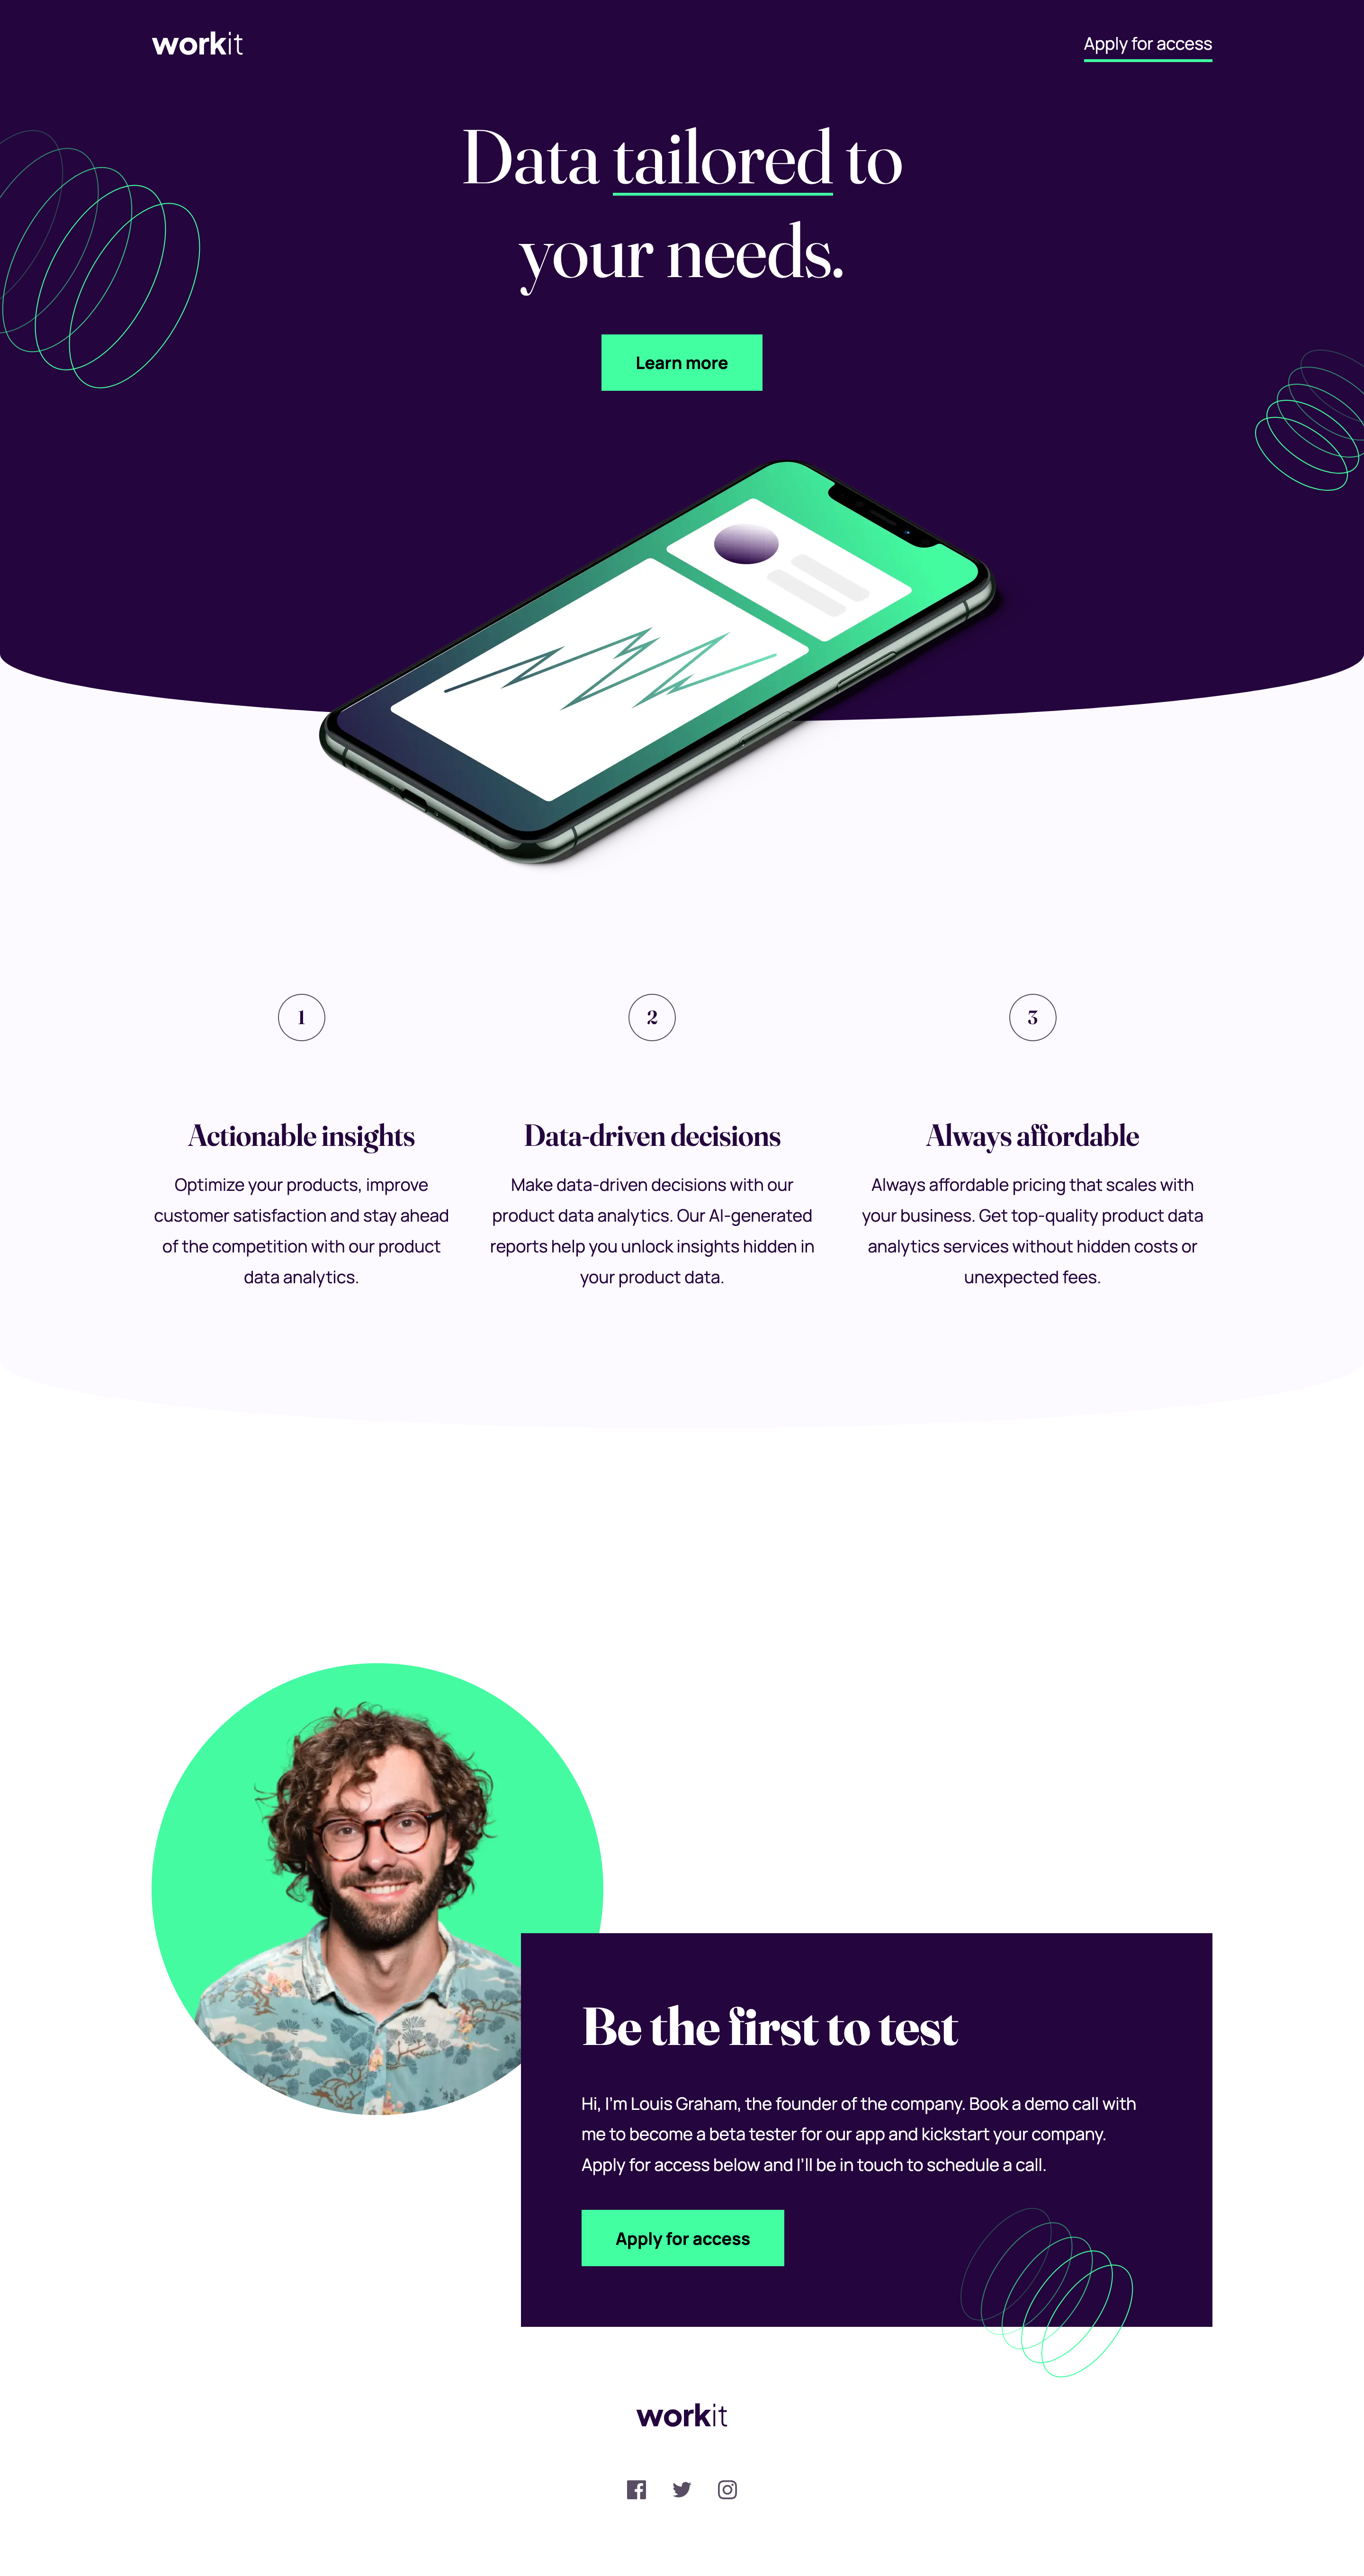 workit
Apply for access
Data tailored to
your needs.
Learn more
1
Actionable insights
Optimize your products, improve
customer satisfaction and stay ahead
of the competition with our product
data analytics.
2
Data-driven decisions
Make data-driven decisions with our
product data analytics. Our AI-generated
reports help you unlock insights hidden in
your product data.
3
Always affordable
Always affordable pricing that scales with
your business. Get top-quality product data
analytics services without hidden costs or
unexpected fees.
Be the first to test
Hi, I'm Louis Graham, the founder of the company. Book a demo call with
me to become a beta tester for our app and kickstart your company.
Apply for access below and I'll be in touch to schedule a call.
Apply for access
workit